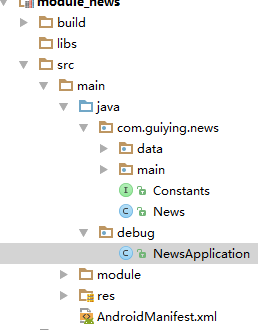 module_news
build
libs
src
main
java
com.guiying.news
data
main
Constants
News
debug
NewsApplication
module
res
AndroidManifest.xml